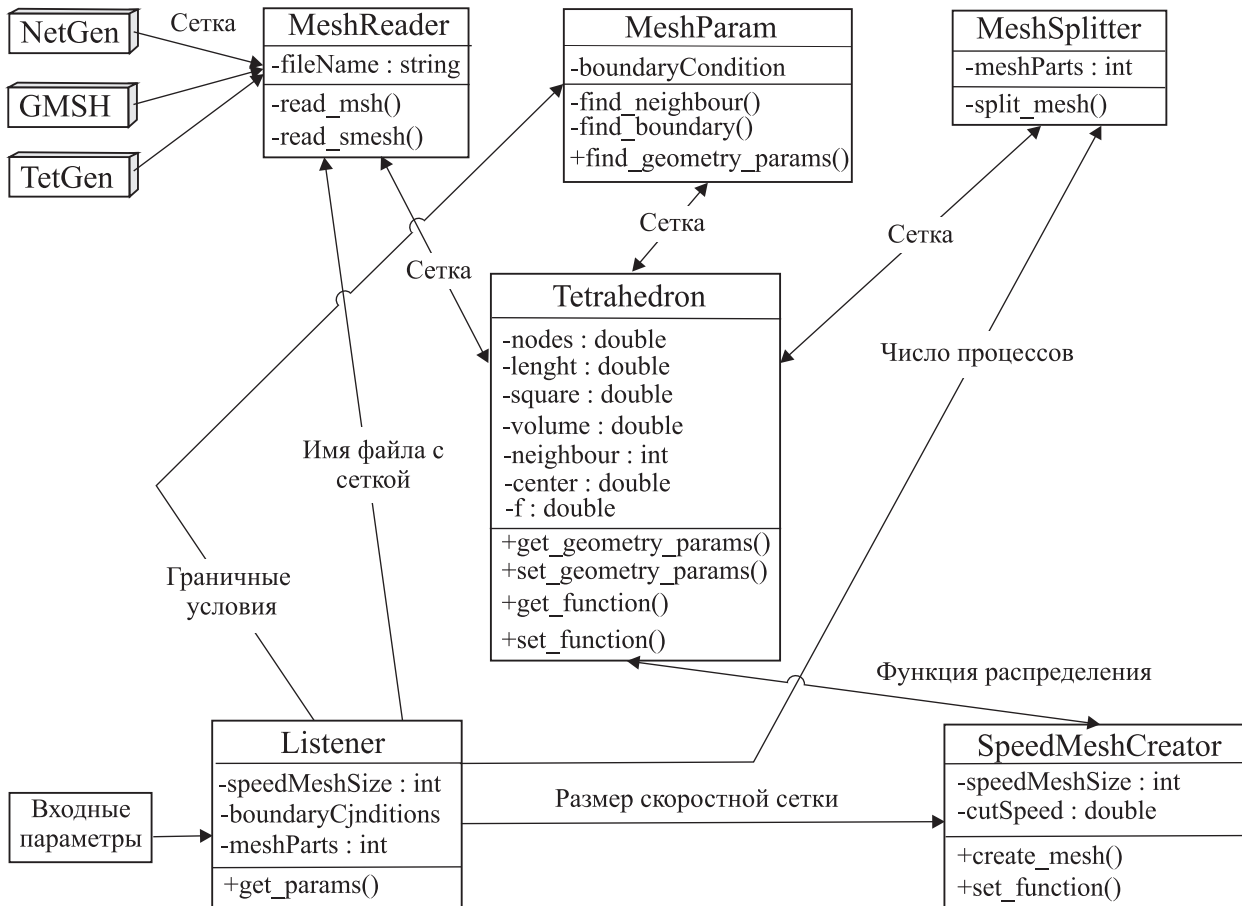 NetGen
Сетка
GMSH
TetGen
MeshReader
-fileName : string
-read_msh()
-read_smesh()
MeshParam
-boundaryCondition
-find_neighbour()
-find_boundary()
+find_geometry_params()
MeshSplitter
-meshParts : int
-split_mesh()
Сетка
Сетка
Сетка
Tetrahedron
-nodes : double
-lenght : double
-square : double
-volume : double
-neighbour : int
-center : double
-f : double
+get_geometry_params()
+set_geometry_params()
+get_function()
+set_function()
Число процессов
Имя файла с
сеткой
Граничные
условия
Функция распределения
Входные
параметры
Listener
-speedMeshSize : int
-boundaryCjnditions
-meshParts : int
+get_params()
Размер скоростной сетки
SpeedMeshCreator
-speedMeshSize : int
-cutSpeed : double
+create_mesh()
+set_function()